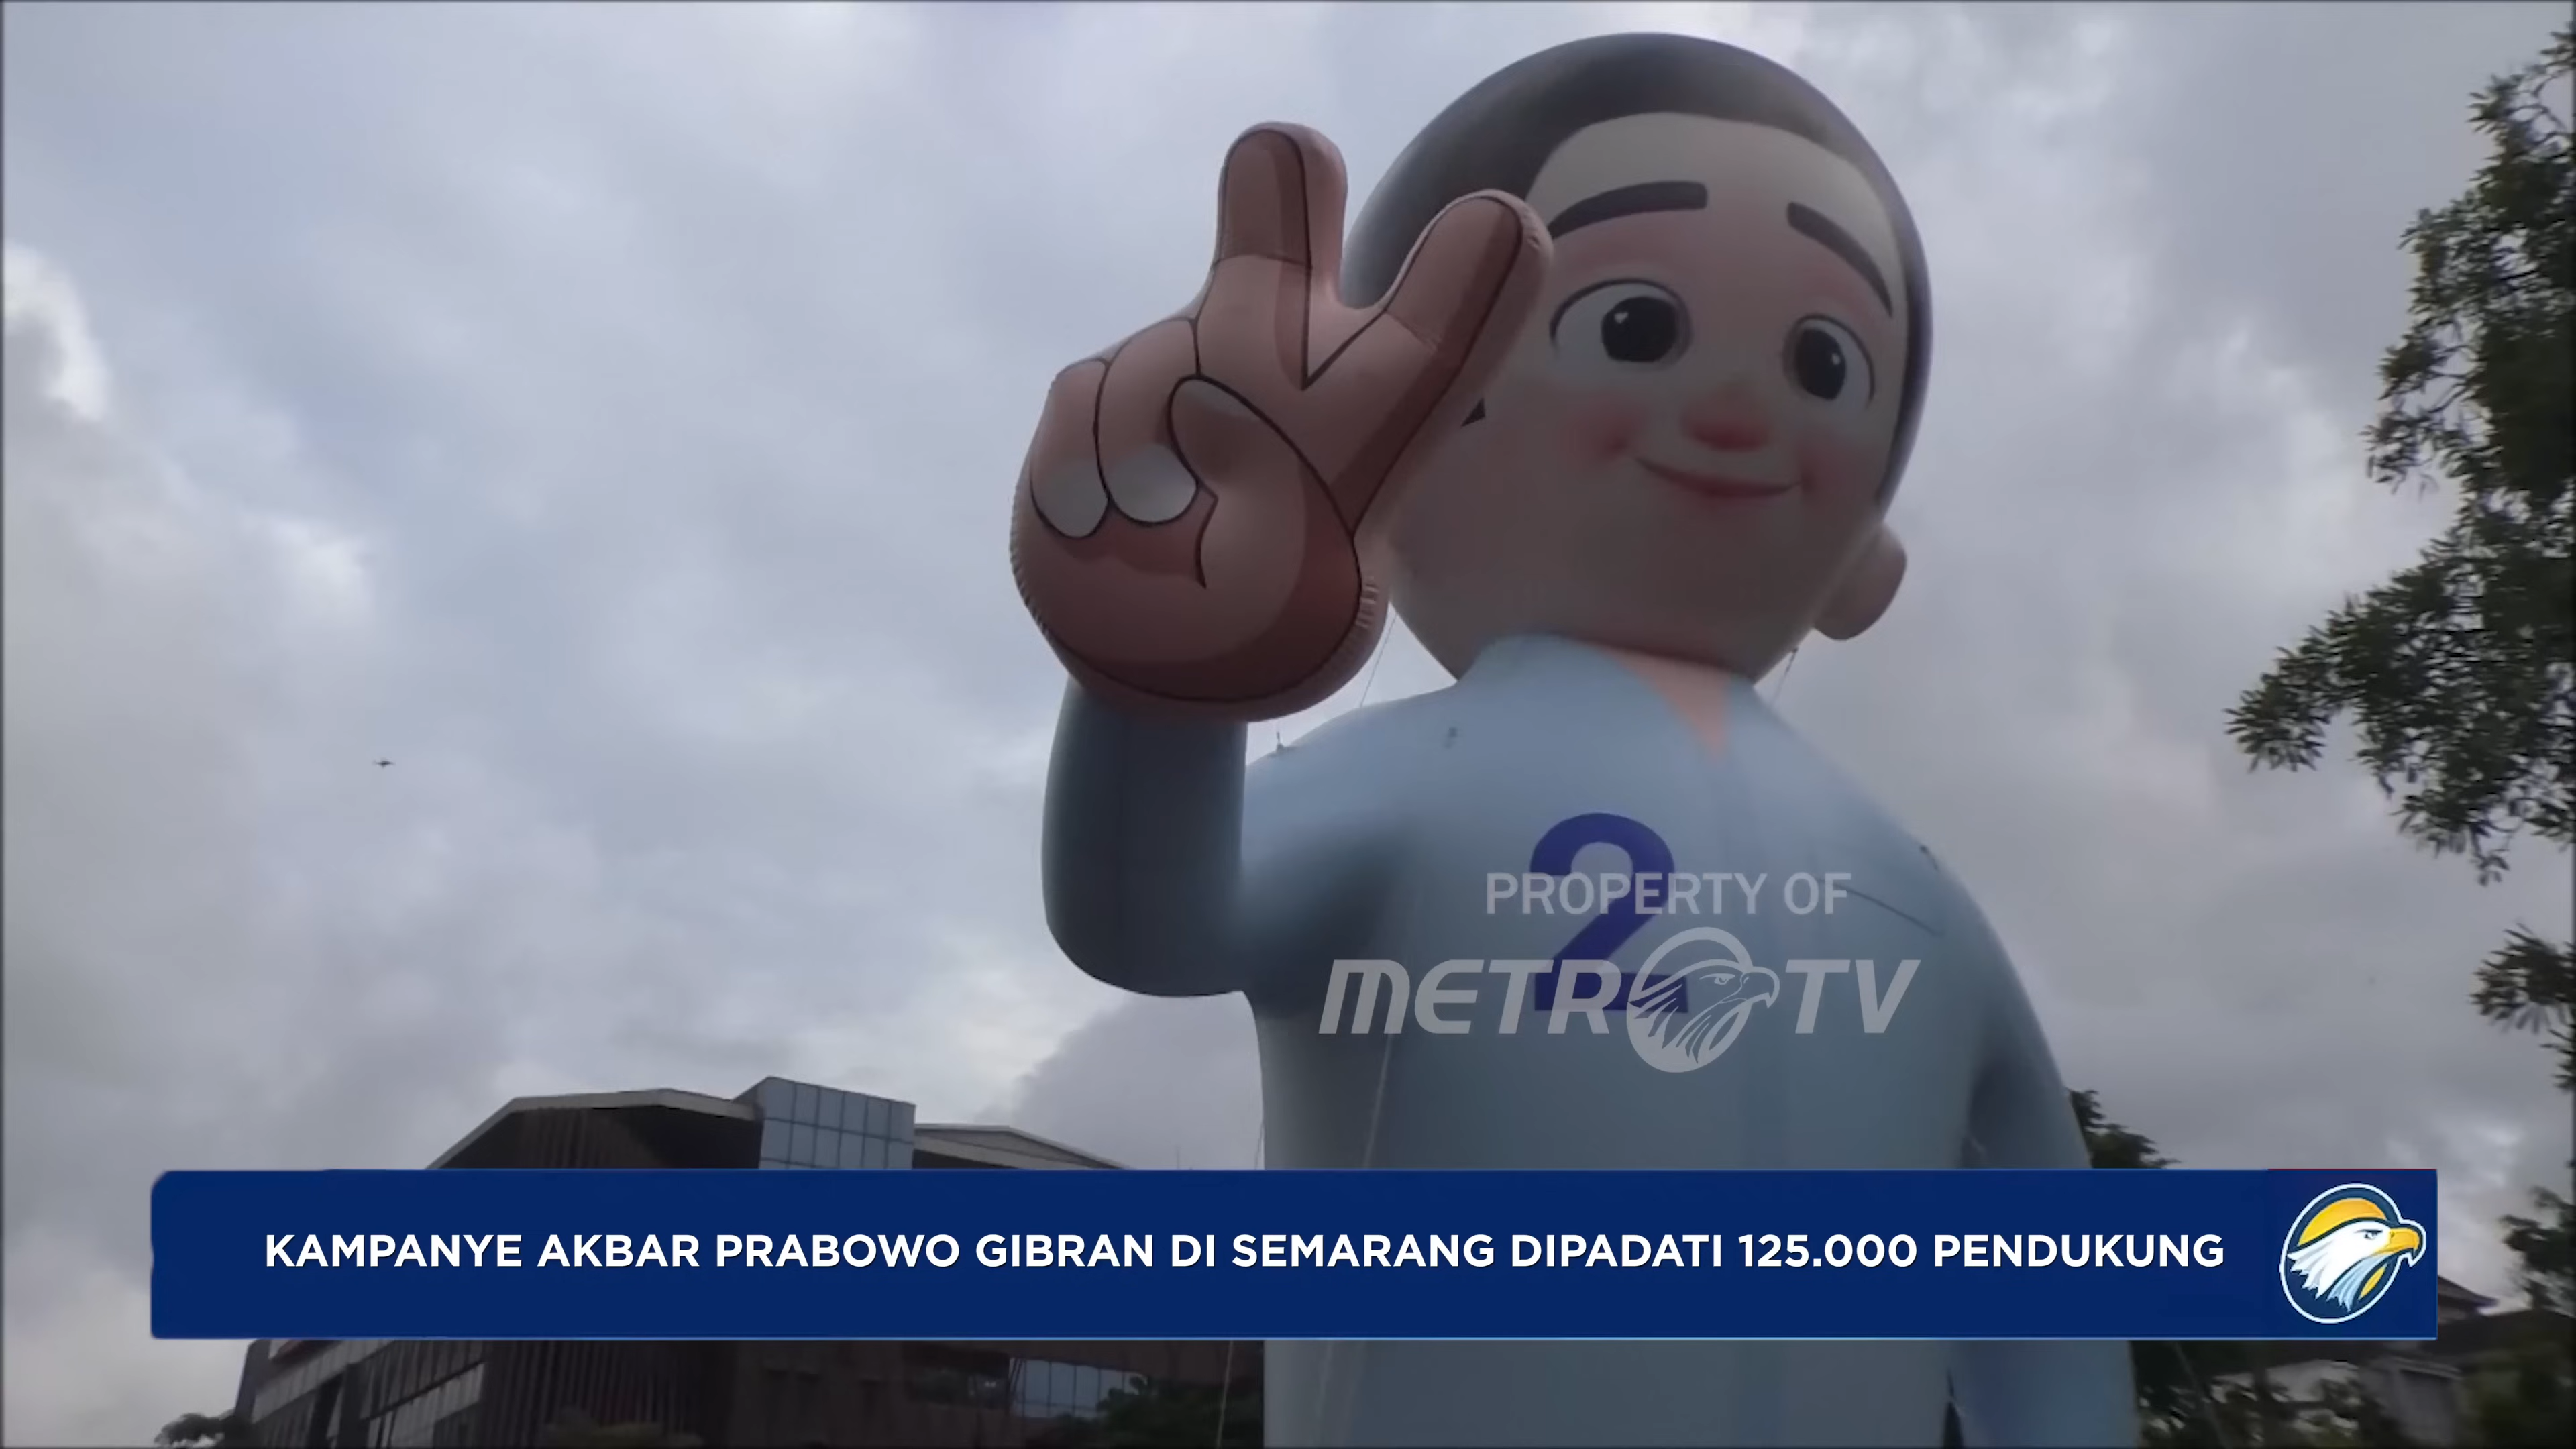 2
PROPERTY OF
METRO TV
KAMPANYE AKBAR PRABOWO GIBRAN DI SEMARANG DIPADATI 125.000 PENDUKUNG